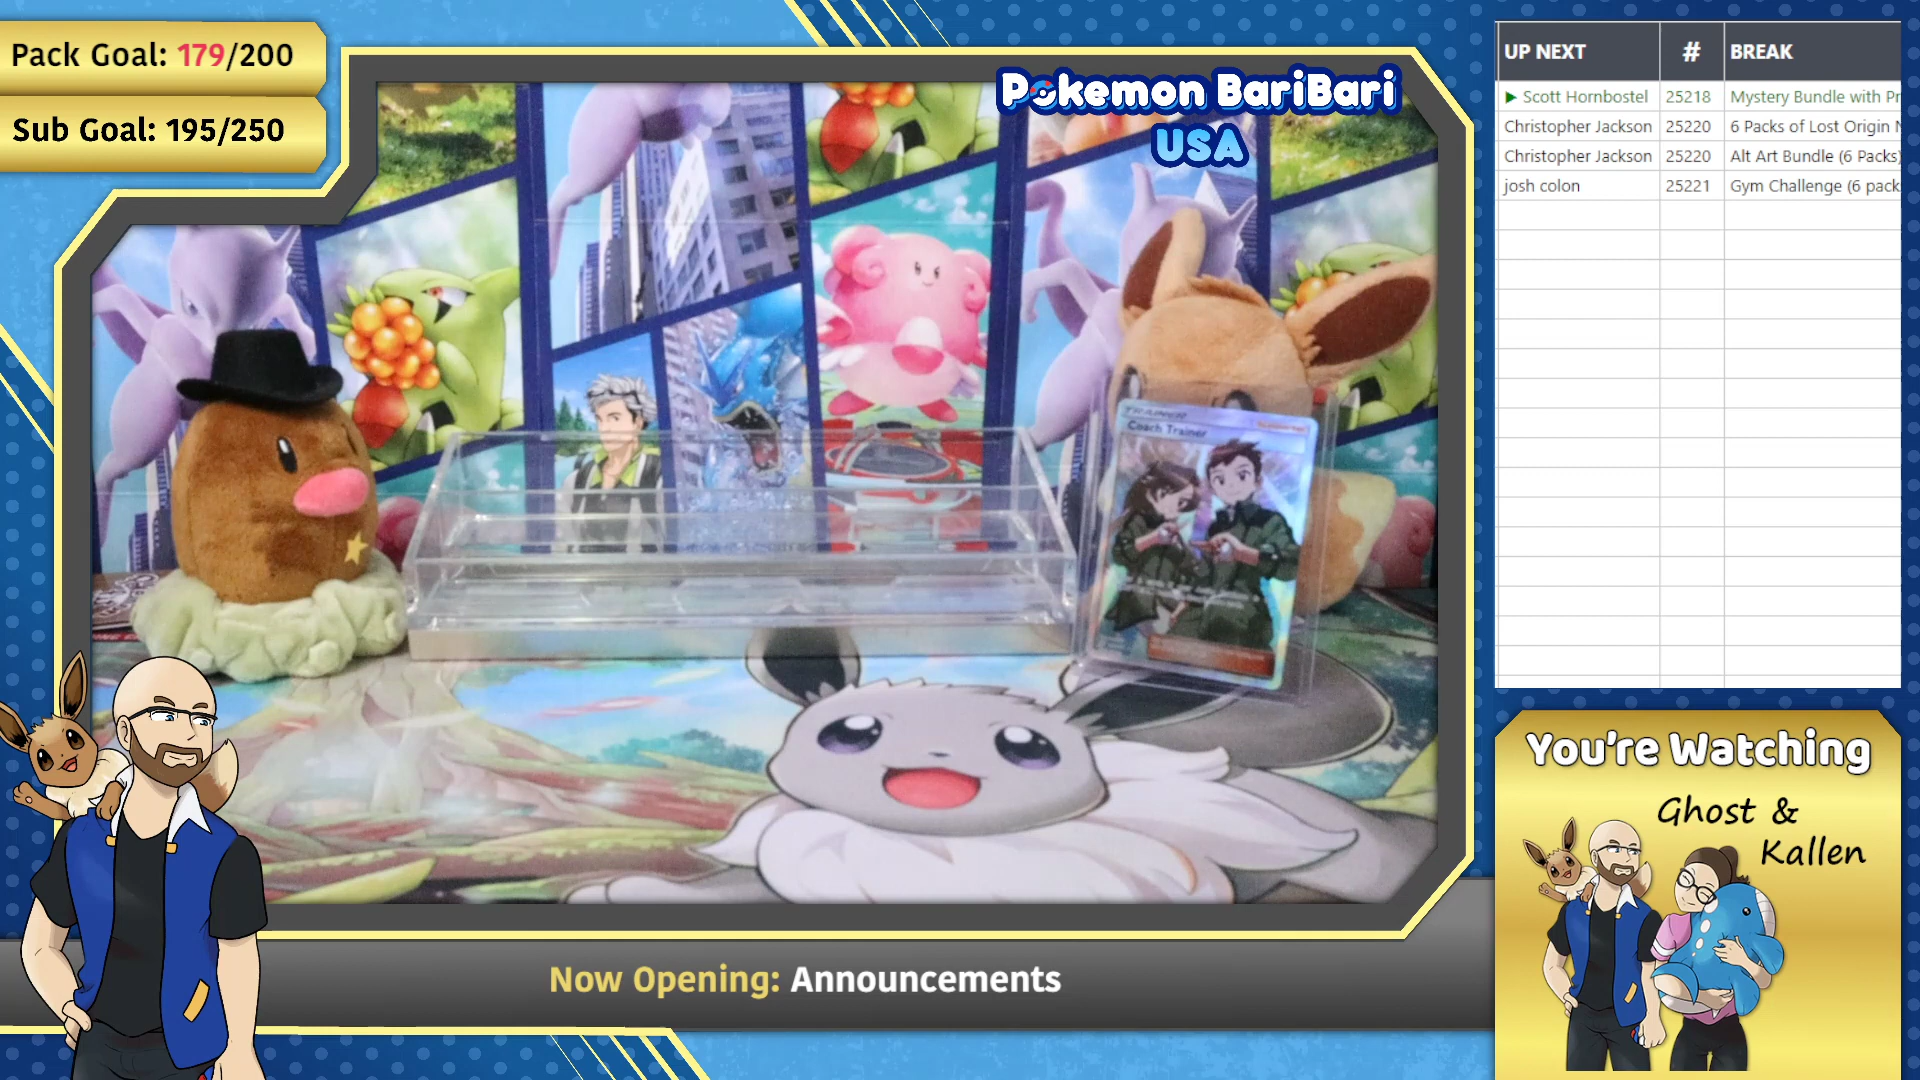 Pack Goal: 179/200
Sub Goal: 195/250
Pokemon BariBari
USA
UP NEXT # BREAK
▶ Scott Hornbostel 25218 Mystery Bundle with Pr
Christopher Jackson 25220 6 Packs of Lost Origin
Christopher Jackson 25220 Alt Art Bundle (6 Packs)
josh colon 25221 Gym Challenge (6 pack
TRAINER
Coach Trainer
You're Watching
Ghost &
Kallen
Now Opening: Announcements